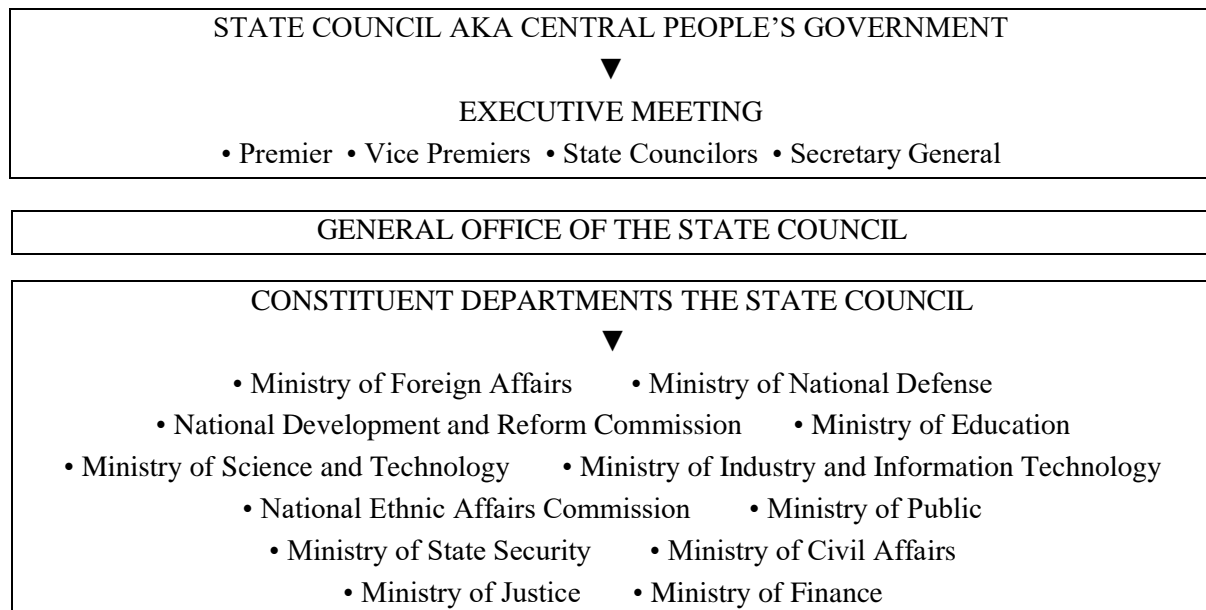 STATE COUNCIL AKA CENTRAL PEOPLE’S GOVERNMENT
▼
EXECUTIVE MEETING
• Premier • Vice Premiers • State Councilors • Secretary General
GENERAL OFFICE OF THE STATE COUNCIL
CONSTITUENT DEPARTMENTS THE STATE COUNCIL
▼
• Ministry of Foreign Affairs • Ministry of National Defense
• National Development and Reform Commission • Ministry of Education
• Ministry of Science and Technology • Ministry of Industry and Information Technology
• National Ethnic Affairs Commission • Ministry of Public
• Ministry of State Security • Ministry of Civil Affairs
• Ministry of Justice • Ministry of Finance